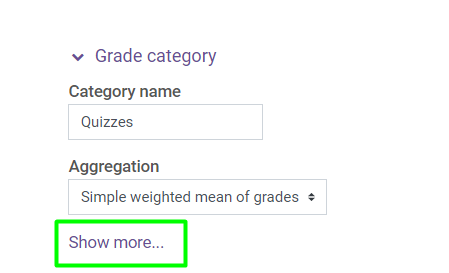 Grade category
Category name
Quizzes
Aggregation
Simple weighted mean of grades
Show more...